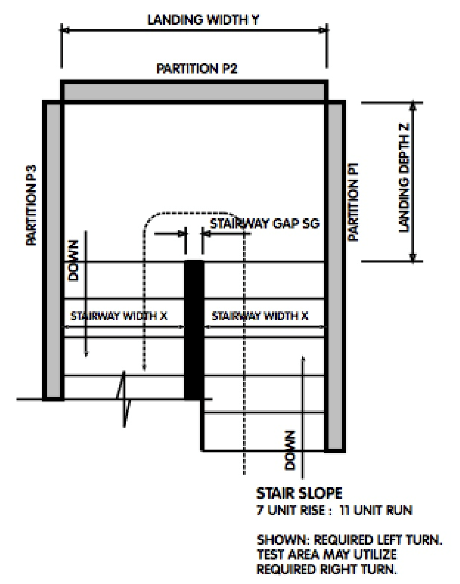 LANDING WIDTH Y
PARTITION P2
PARTITION P3
PARTITION P1
LANDING DEPTH Z
STAIRWAY GAP SG
DOWN
STAIRWAY WIDTH X
STAIRWAY WIDTH X
DOWN
STAIR SLOPE
7 UNIT RISE : 11 UNIT RUN
SHOWN: REQUIRED LEFT TURN.
TEST AREA MAY UTILIZE
REQUIRED RIGHT TURN.